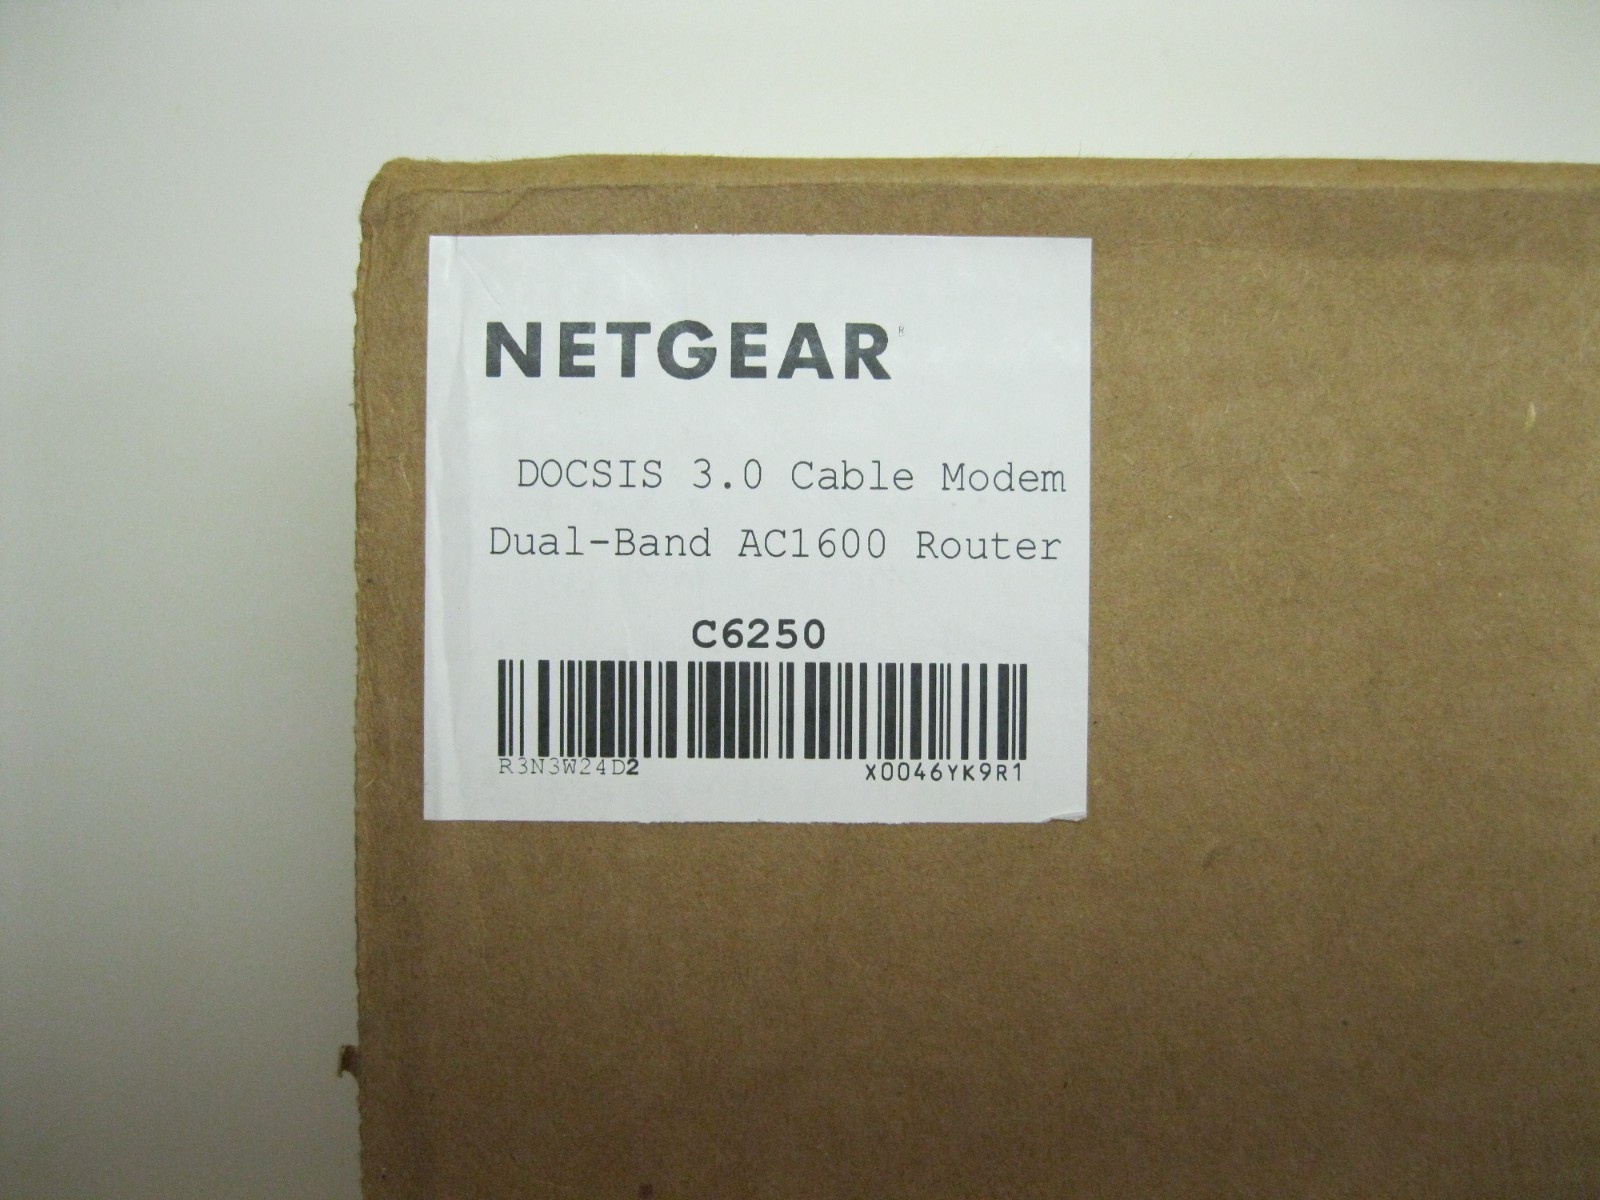 NETGEAR®
DOCSIS 3.0 Cable Modem
Dual-Band AC1600 Router
C6250
R3N3W24D2 X0046YK9R1